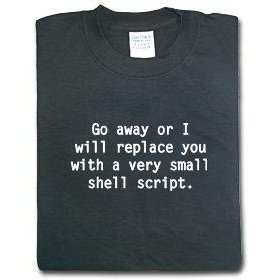 Go away or I
will replace you
with a very small
shell script.